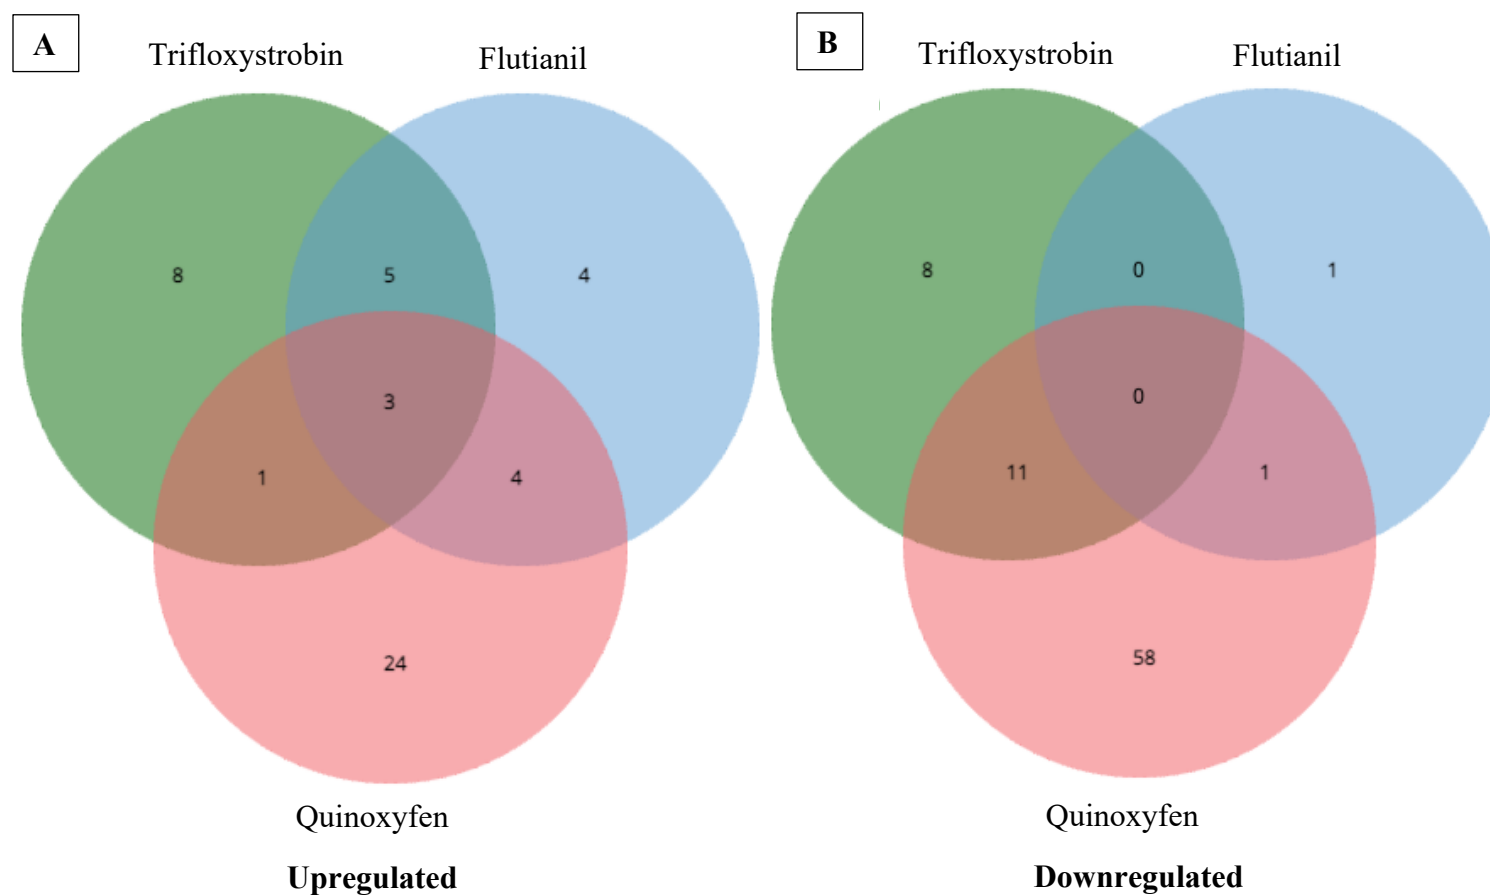 A
Trifloxystrobin
Flutianil
8
5
4
3
1
4
24
Quinoxyfen
Upregulated
B
Trifloxystrobin
Flutianil
8
0
1
0
11
1
58
Quinoxyfen
Downregulated